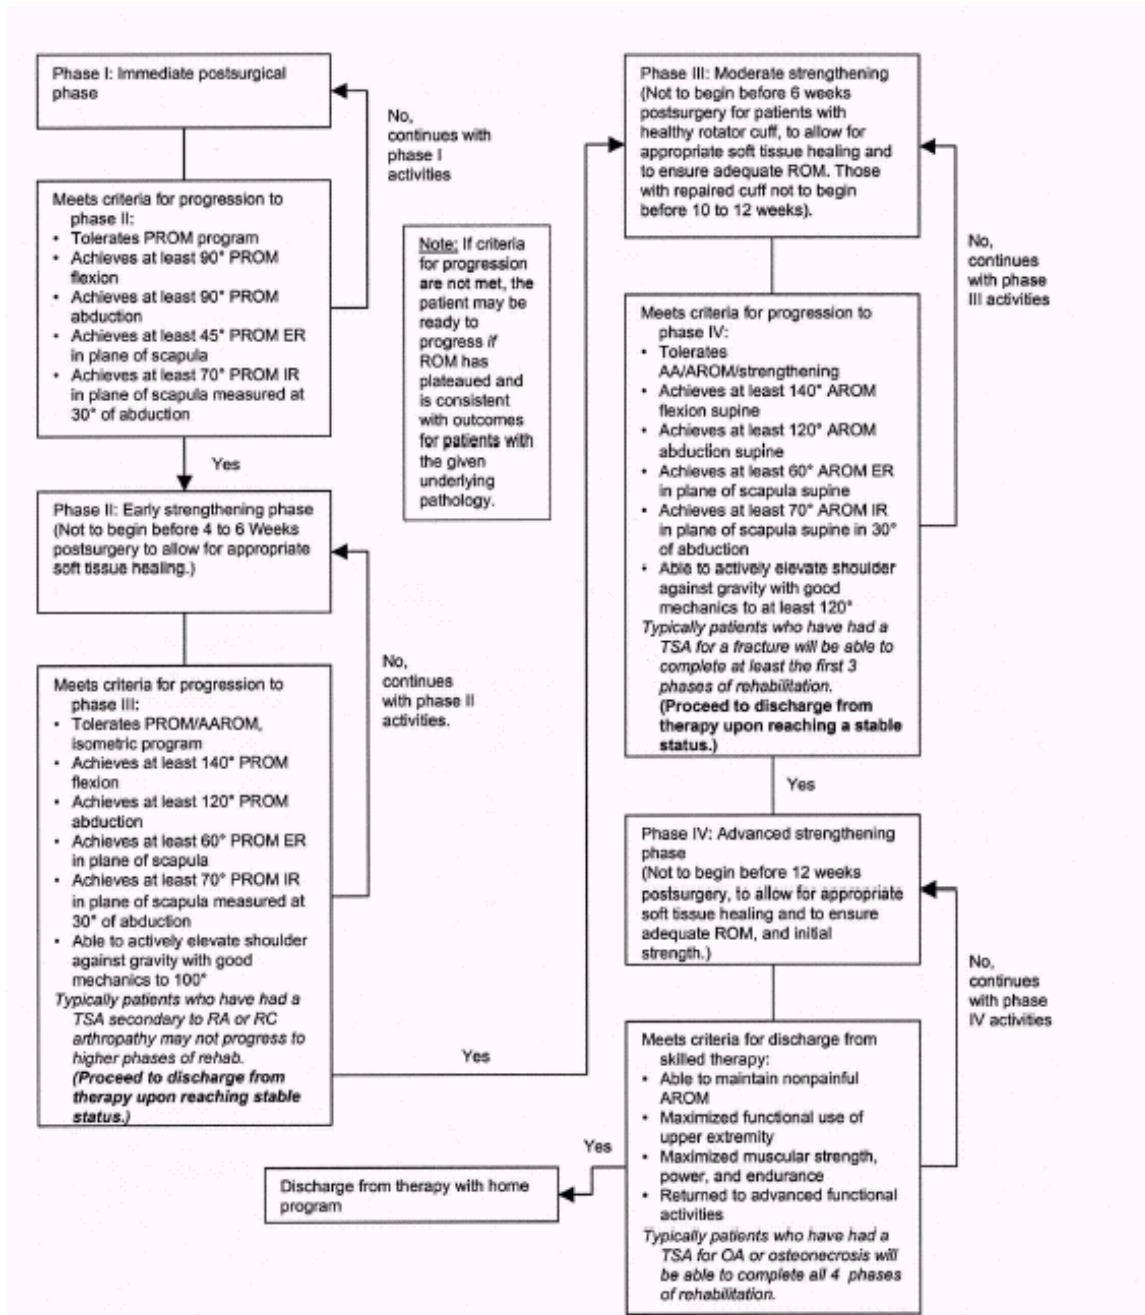 Phase I: Immediate postsurgical
phase
No,
continues with
phase I
activities
Meets criteria for progression to
phase II:
• Tolerates PROM program
• Achieves at least 90° PROM
flexion
• Achieves at least 90° PROM
abduction
• Achieves at least 45° PROM ER
in plane of scapula
• Achieves at least 70° PROM IR
in plane of scapula measured at
30° of abduction
Note: If criteria
for progression
are not met, the
patient may be
ready to
progress if
ROM has
plateaued and
is consistent
with outcomes
for patients with
the given
underlying
pathology.
Yes
Phase II: Early strengthening phase
(Not to begin before 4 to 6 Weeks
postsurgery to allow for appropriate
soft tissue healing.)
No,
continues
with phase II
activities.
Meets criteria for progression to
phase III:
• Tolerates PROM/AAROM,
isometric program
• Achieves at least 140° PROM
flexion
• Achieves at least 120° PROM
abduction
• Achieves at least 60° PROM ER
in plane of scapula
• Achieves at least 70° PROM IR
in plane of scapula measured at
30° of abduction
• Able to actively elevate shoulder
against gravity with good
mechanics to 100°
Typically patients who have had a
TSA secondary to RA or RC
arthropathy may not progress to
higher phases of rehab.
(Proceed to discharge from
therapy upon reaching stable
status.)
Yes
Phase III: Moderate strengthening
(Not to begin before 6 weeks
postsurgery for patients with
healthy rotator cuff, to allow for
appropriate soft tissue healing and
to ensure adequate ROM. Those
with repaired cuff not to begin
before 10 to 12 weeks).
No,
continues
with phase
III activities
Meets criteria for progression to
phase IV:
• Tolerates
AA/AROM/strengthening
• Achieves at least 140° AROM
flexion supine
• Achieves at least 120° AROM
abduction supine
• Achieves at least 60° AROM ER
in plane of scapula supine
• Achieves at least 70° AROM IR
in plane of scapula supine in 30°
of abduction
• Able to actively elevate shoulder
against gravity with good
mechanics to at least 120°
Typically patients who have had a
TSA for a fracture will be able to
complete at least the first 3
phases of rehabilitation.
(Proceed to discharge from
therapy upon reaching a stable
status.)
Yes
Phase IV: Advanced strengthening
phase
(Not to begin before 12 weeks
postsurgery, to allow for appropriate
soft tissue healing and to ensure
adequate ROM, and initial
strength.)
No,
continues
with phase
IV activities
Meets criteria for discharge from
skilled therapy:
• Able to maintain nonpainful
AROM
• Maximized functional use of
upper extremity
• Maximized muscular strength,
power, and endurance
• Returned to advanced functional
activities
Typically patients who have had a
TSA for OA or osteonecrosis will
be able to complete all 4 phases
of rehabilitation.
Yes
Discharge from therapy with home
program